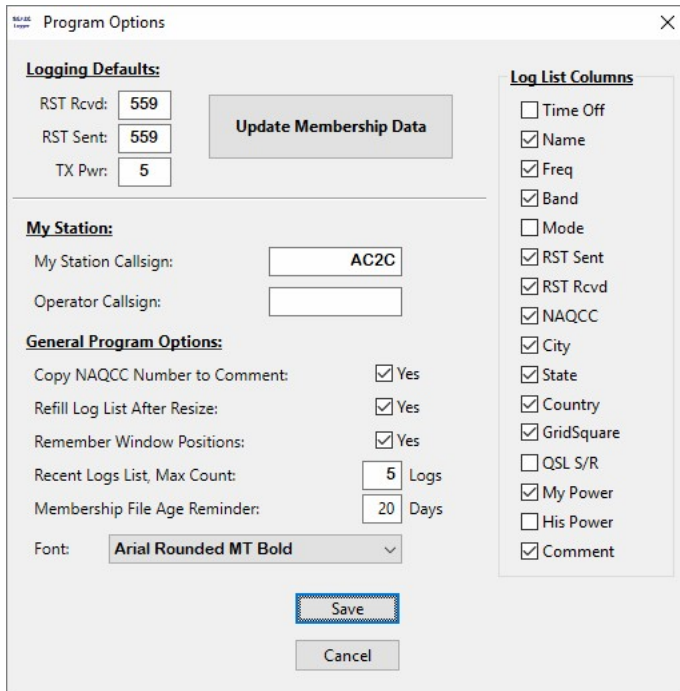 Program Options
Logging Defaults:
RST Rcvd: 559
RST Sent: 559
TX Pwr: 5
Update Membership Data
My Station:
My Station Callsign: AC2C
Operator Callsign:
General Program Options:
Copy NAQCC Number to Comment: Yes
Refill Log List After Resize: Yes
Remember Window Positions: Yes
Recent Logs List, Max Count: 5 Logs
Membership File Age Reminder: 20 Days
Font: Arial Rounded MT Bold
Save
Cancel
Log List Columns
Time Off
Name
Freq
Band
Mode
RST Sent
RST Rcvd
NAQCC
City
State
Country
GridSquare
QSL S/R
My Power
His Power
Comment